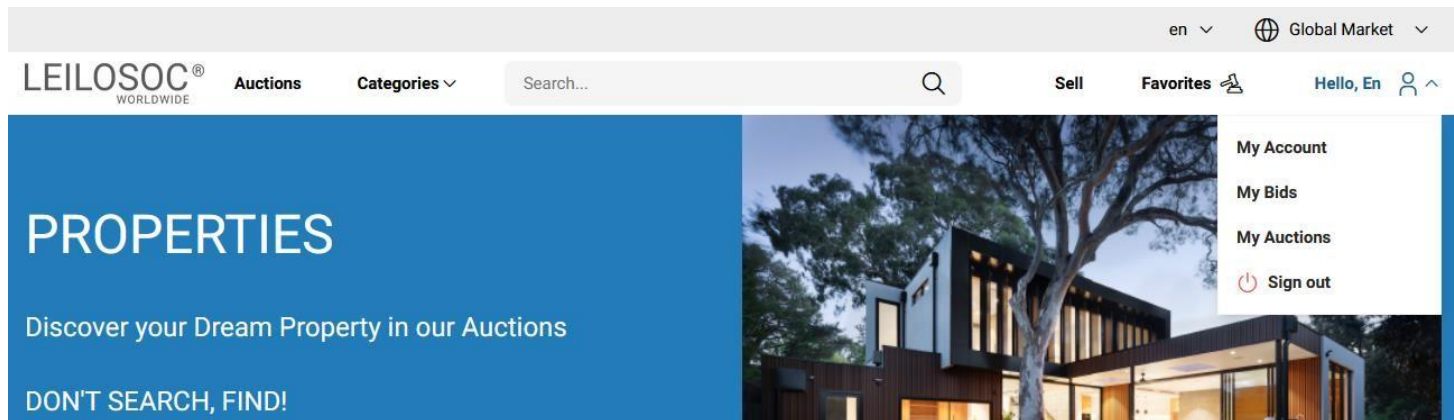 en Global Market
LEILOSOC® Auctions Categories Search... Sell Favorites Hello, En
WORLDWIDE
My Account
My Bids
PROPERTIES
My Auctions
Sign out
Discover your Dream Property in our Auctions
DON'T SEARCH, FIND!